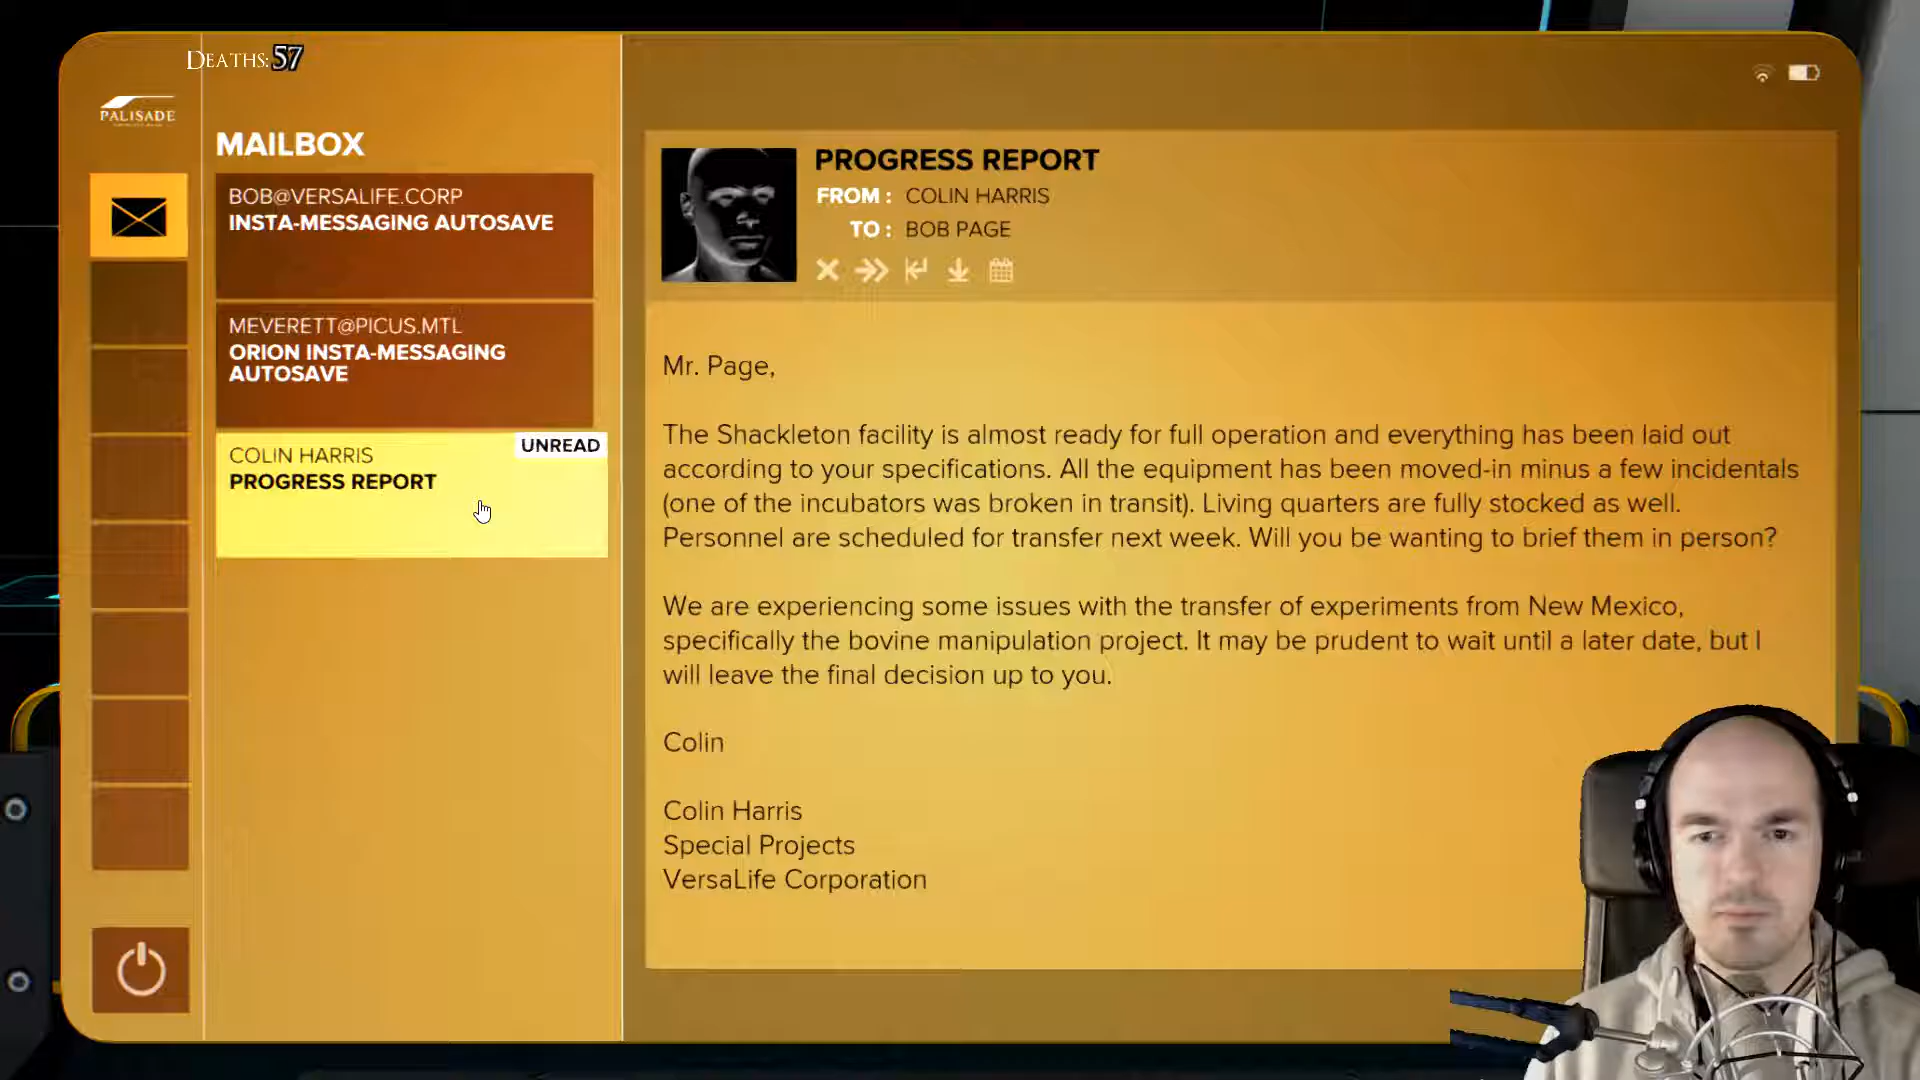 DEATHS: 57
PALISADE
MAILBOX
BOB@VERSALIFE.CORP
INSTA-MESSAGING AUTOSAVE
MEVERETT@PICUS.MTL
ORION INSTA-MESSAGING
AUTOSAVE
COLIN HARRIS
UNREAD
PROGRESS REPORT
PROGRESS REPORT
FROM : COLIN HARRIS
TO : BOB PAGE
Mr. Page,
The Shackleton facility is almost ready for full operation and everything has been laid out
according to your specifications. All the equipment has been moved-in minus a few incidentals
(one of the incubators was broken in transit). Living quarters are fully stocked as well.
Personnel are scheduled for transfer next week. Will you be wanting to brief them in person?
We are experiencing some issues with the transfer of experiments from New Mexico,
specifically the bovine manipulation project. It may be prudent to wait until a later date, but I
will leave the final decision up to you.
Colin
Colin Harris
Special Projects
VersaLife Corporation